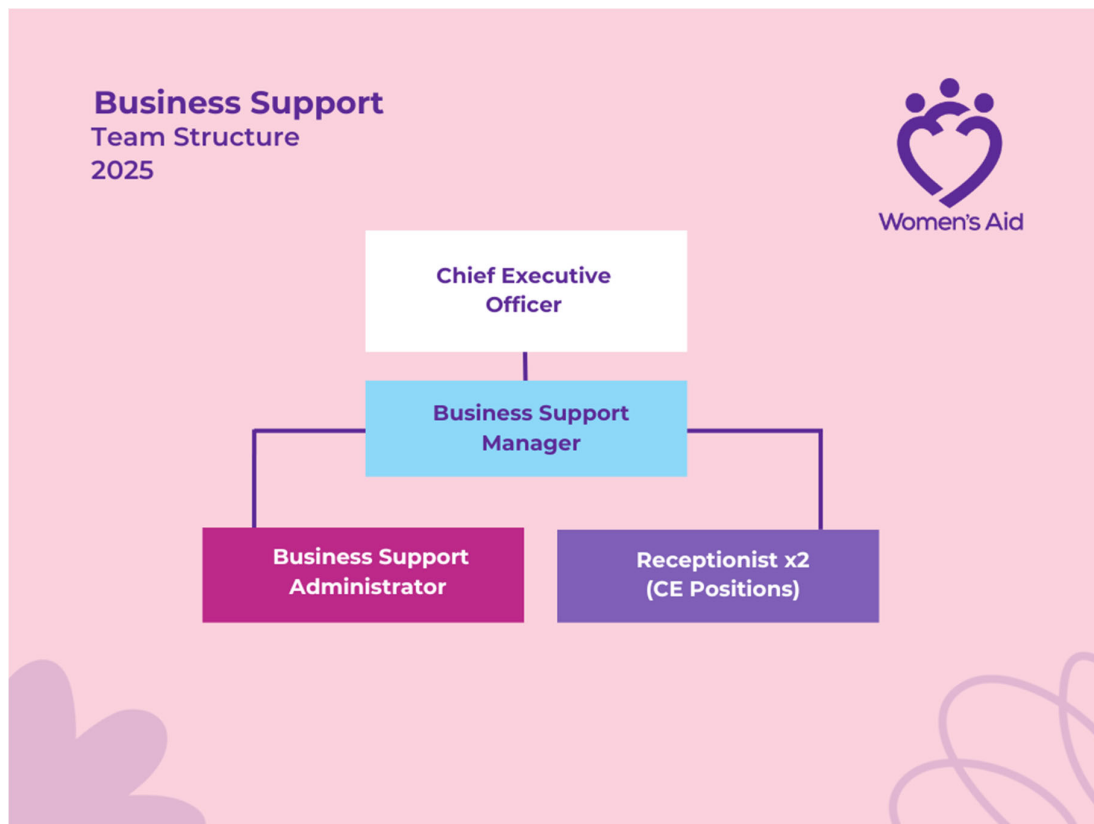 Business Support
Team Structure
2025
Women's Aid
Chief Executive
Officer
Business Support
Manager
Business Support
Administrator
Receptionist x2
(CE Positions)